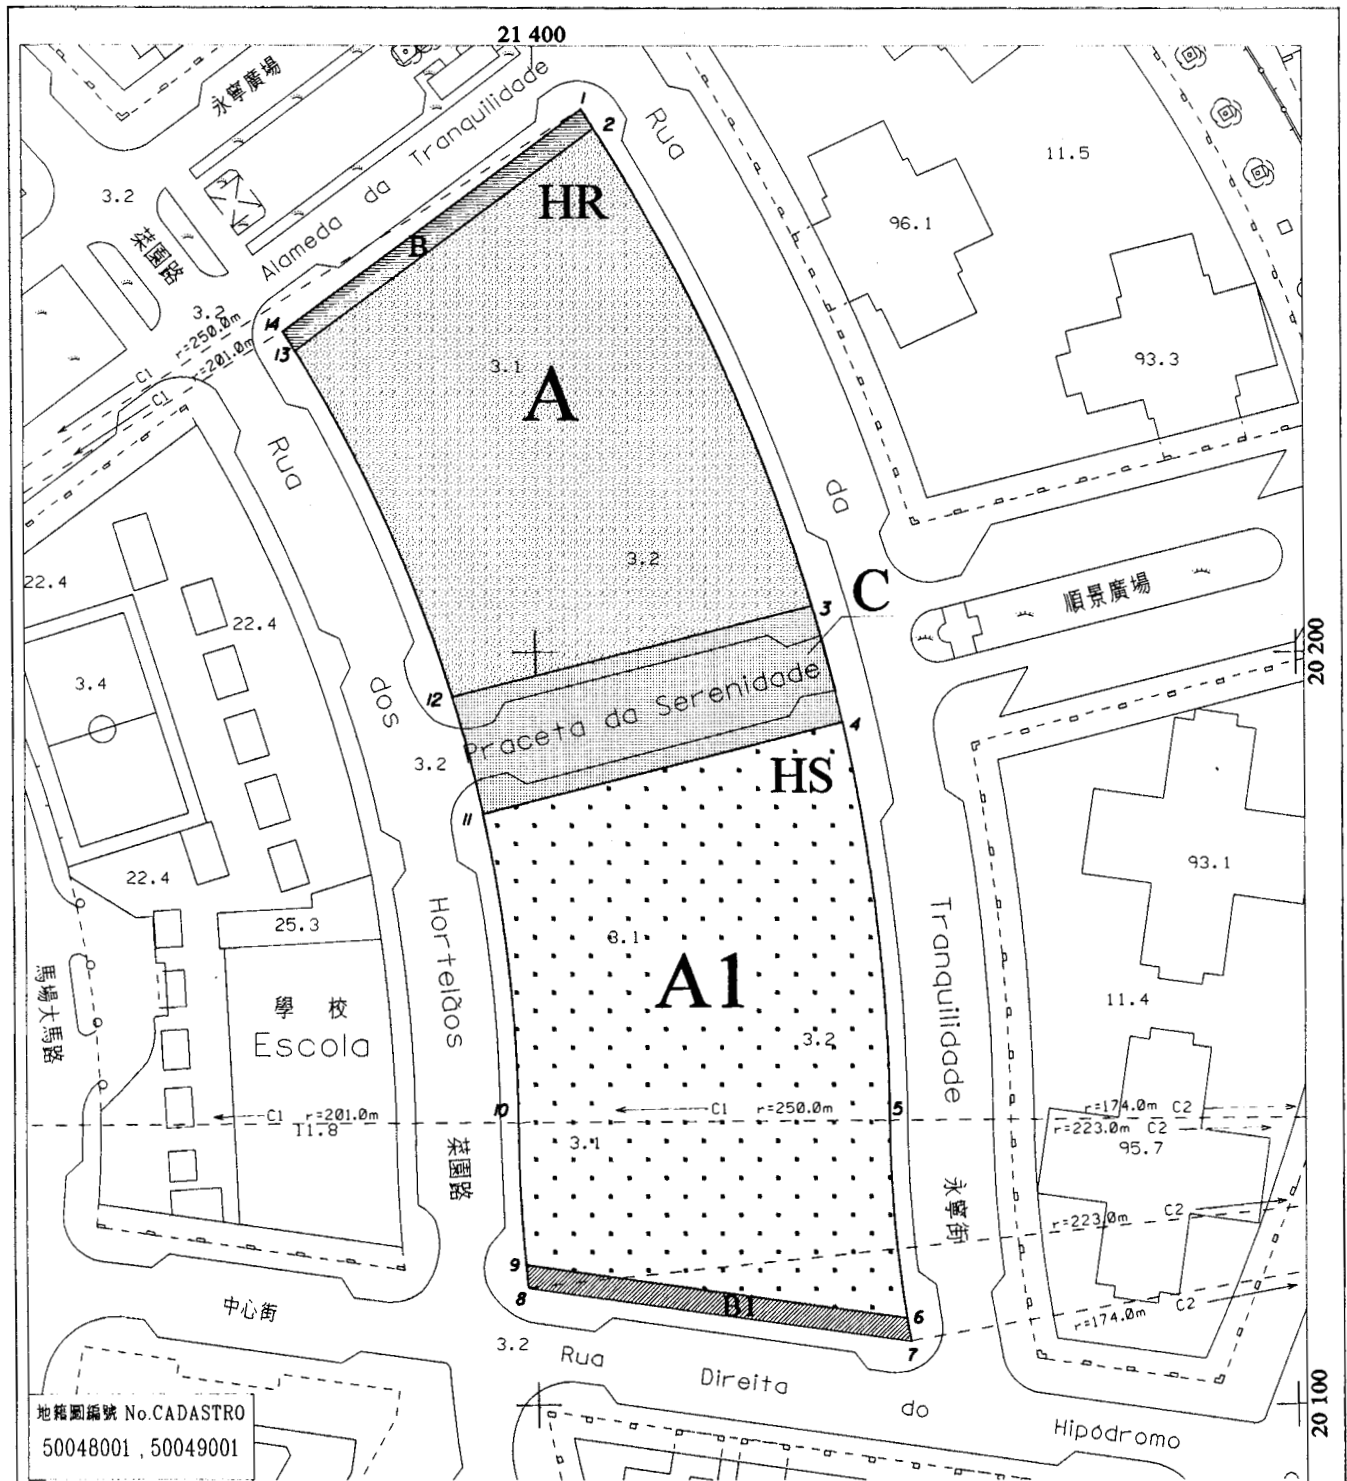 21 400
永寧廣場
Alameda da Tranquilidade
1
2
Rua
HR
11.5
3.2
菜園路
96.1
B
3.2
14
13
r=250.0m
r=201.0m
C1
C1
3.1
A
93.3
Rua
da
3.2
22.4
22.4
3
C
順景廣場
20 200
3.4
12
dos
Praceta da Serenidade
4
3.2
HS
11
93.1
22.4
25.3
Hortelãos
Tranquilidade
3.1
馬場大馬路
學 校
Escola
A1
11.4
3.2
C1 r=201.0m
10
C1 r=250.0m
5
r=174.0m C2
r=223.0m C2
11.8
3.1
95.7
菜園路
永寧街
C2
r=223.0m
9
8
B1
6
7
C2
r=174.0m
中心街
3.2
Rua Direita do Hipódromo
20 100
地籍圖編號 No.CADASTRO
50048001 , 50049001